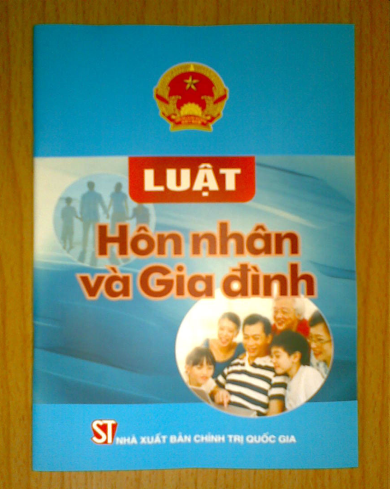 LUẬT
Hôn nhân
và Gia đình
ST NHÀ XUẤT BẢN CHÍNH TRỊ QUỐC GIA